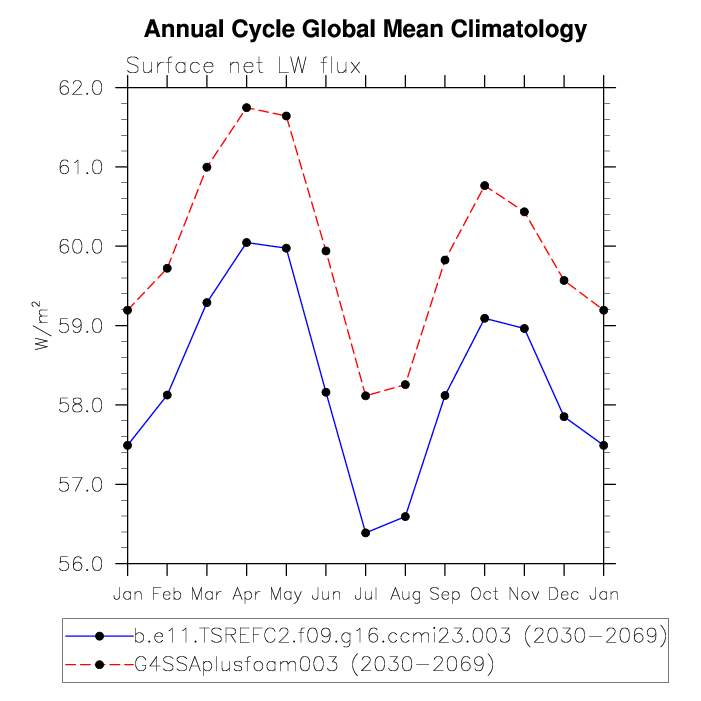 Annual Cycle Global Mean Climatology
Surface net LW flux
62.0
61.0
60.0
59.0
58.0
57.0
56.0
W/m²
Jan Feb Mar Apr May Jun Jul Aug Sep Oct Nov Dec Jan
b.e11.TSREFC2.f09.g16.ccmi23.003 (2030-2069)
G4SSAplusfoam003 (2030-2069)